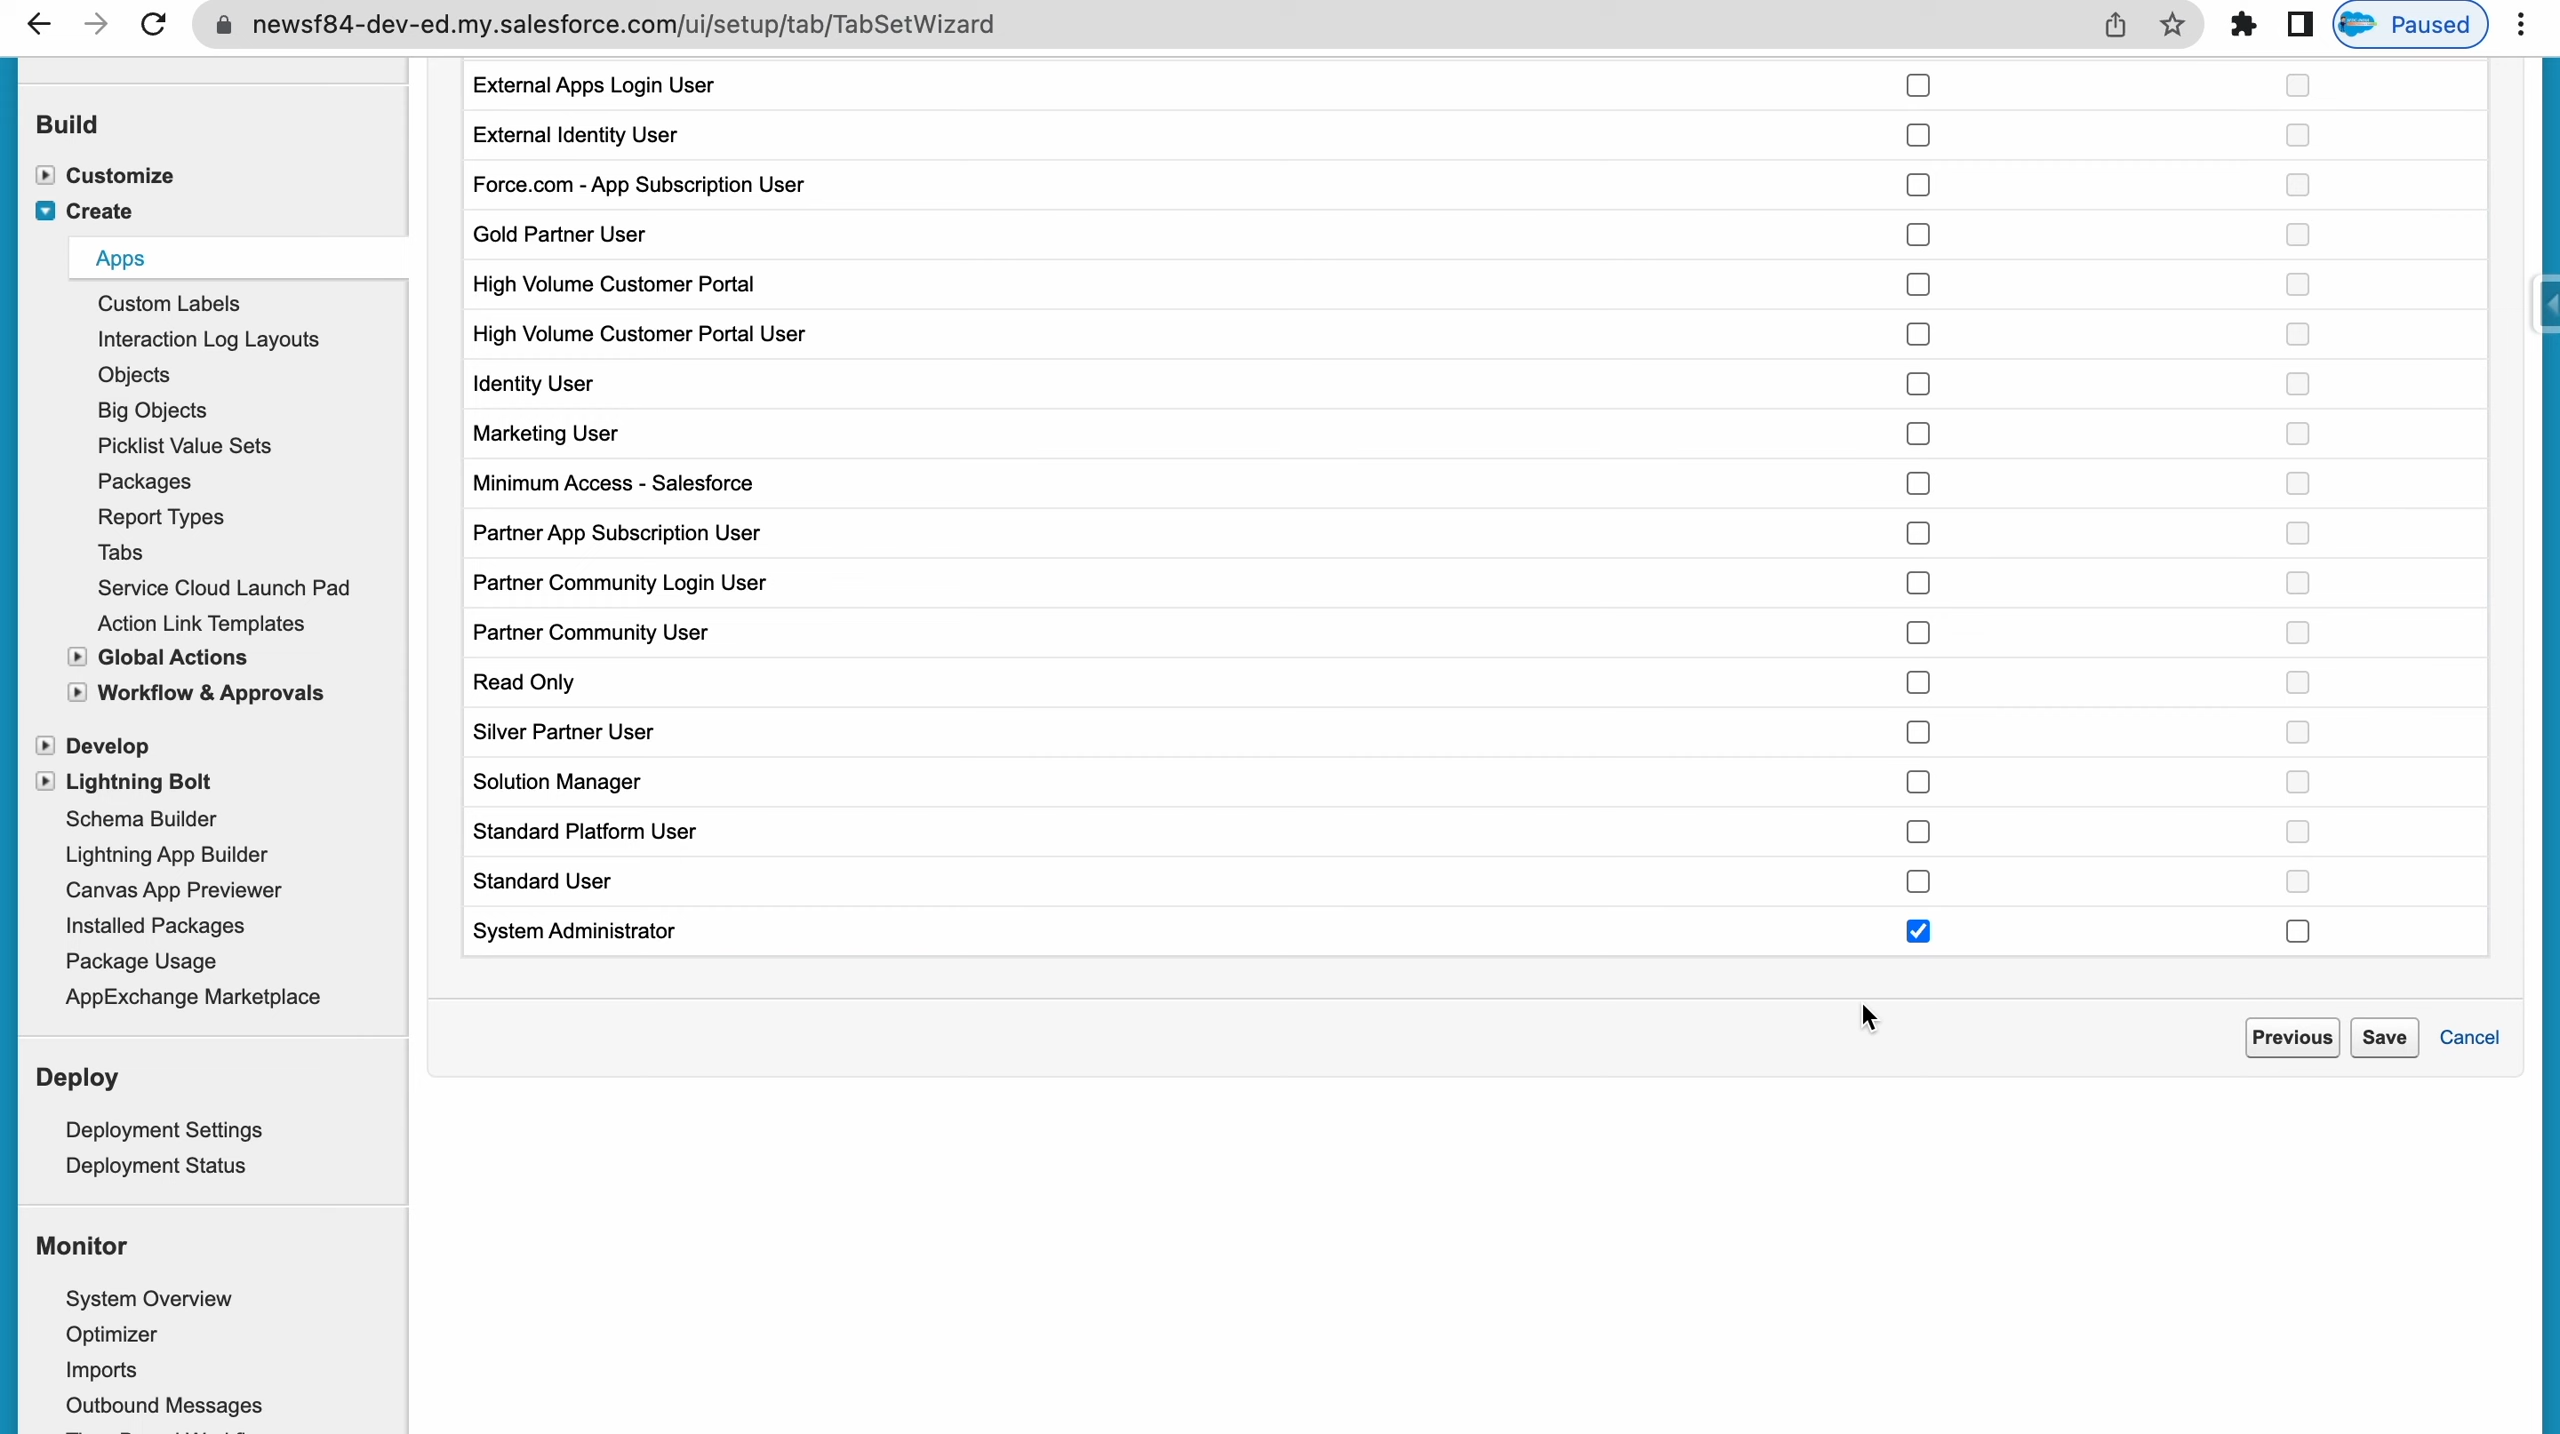 newsf84-dev-ed.my.salesforce.com/ui/setup/tab/TabSetWizard
Paused
Build
Customize
Create
Apps
Custom Labels
Interaction Log Layouts
Objects
Big Objects
Picklist Value Sets
Packages
Report Types
Tabs
Service Cloud Launch Pad
Action Link Templates
Global Actions
Workflow & Approvals
Develop
Lightning Bolt
Schema Builder
Lightning App Builder
Canvas App Previewer
Installed Packages
Package Usage
AppExchange Marketplace
Deploy
Deployment Settings
Deployment Status
Monitor
System Overview
Optimizer
Imports
Outbound Messages
External Apps Login User
External Identity User
Force.com - App Subscription User
Gold Partner User
High Volume Customer Portal
High Volume Customer Portal User
Identity User
Marketing User
Minimum Access - Salesforce
Partner App Subscription User
Partner Community Login User
Partner Community User
Read Only
Silver Partner User
Solution Manager
Standard Platform User
Standard User
System Administrator
Previous Save Cancel